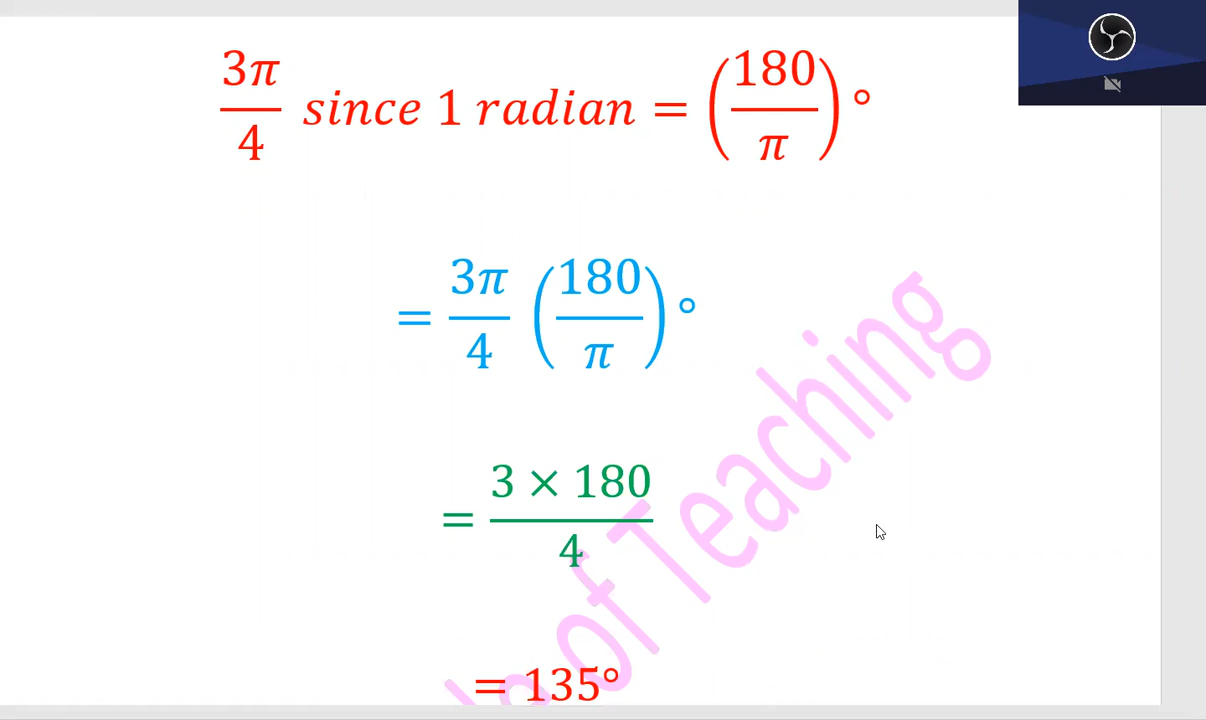 3π/4 since 1 radian = (180/π)°
= 3π/4 (180/π)°
= 3 × 180/4
= 135°
of Teaching